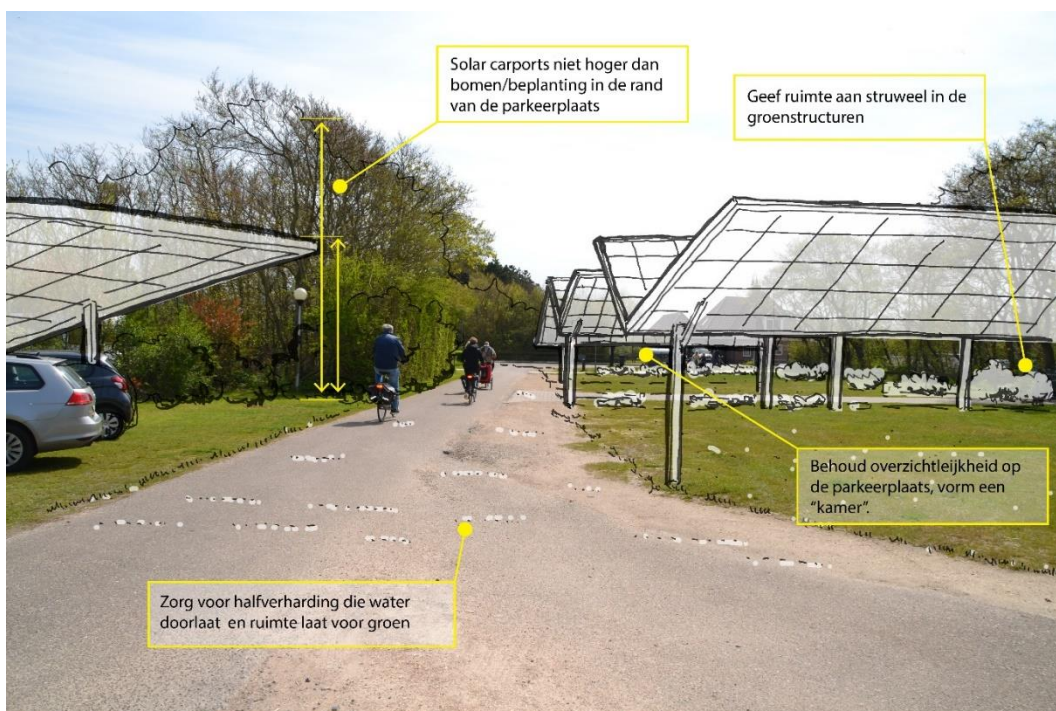 Solar carports niet hoger dan
bomen/beplanting in de rand
van de parkeerplaats
Geef ruimte aan struweel in de
groenstructuren
Behoud overzichtleijkheid op
de parkeerplaats, vorm een
“kamer”.
Zorg voor halfverharding die water
doorlaat en ruimte laat voor groen